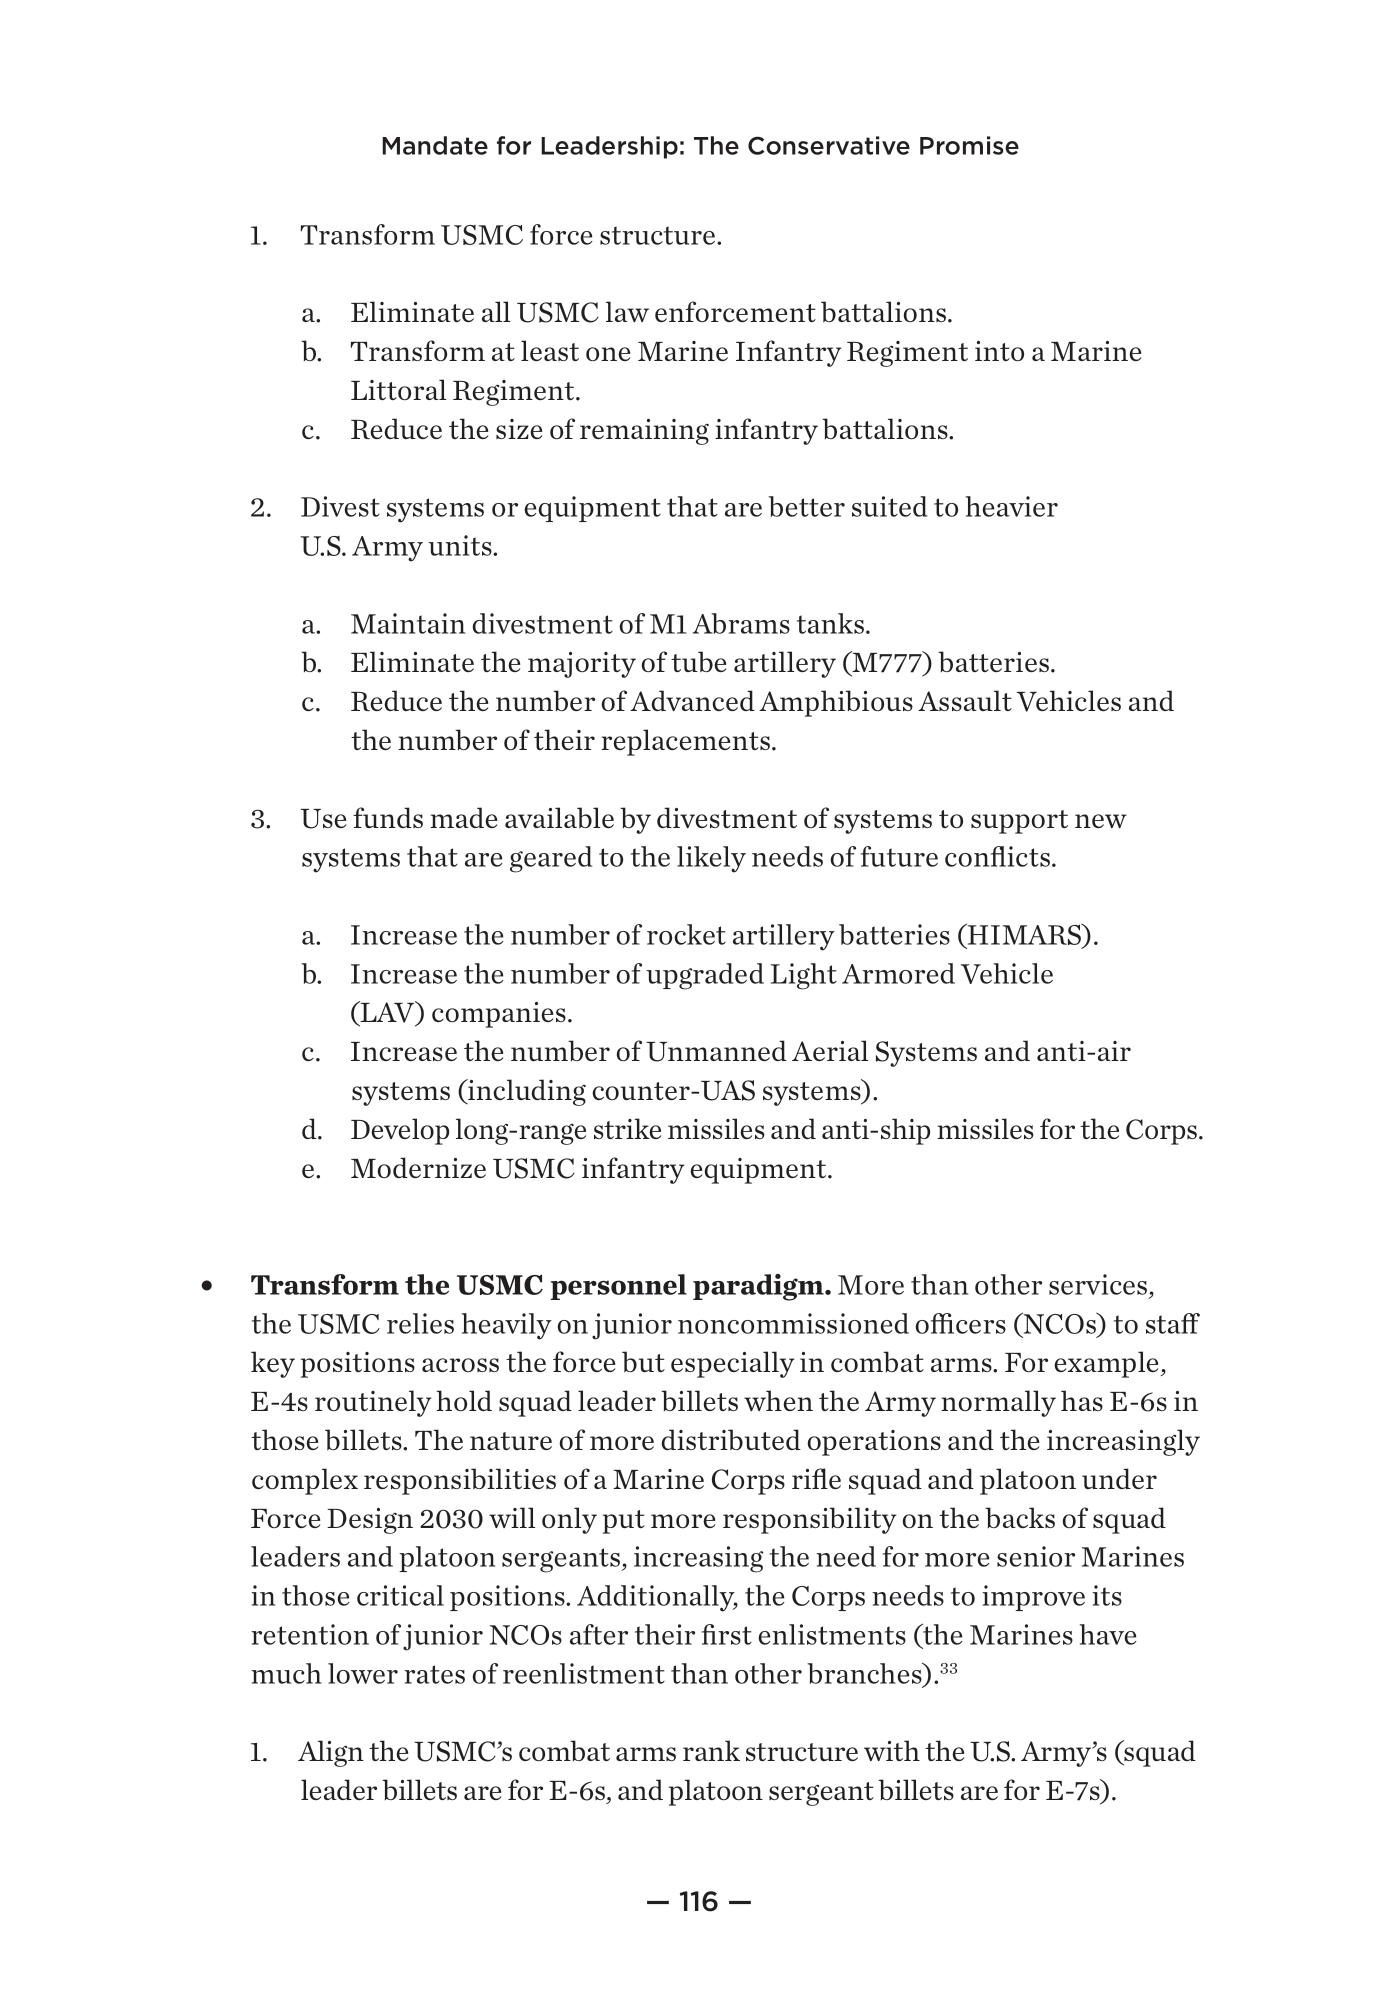 Mandate for Leadership: The Conservative Promise
1. Transform USMC force structure.
a. Eliminate all USMC law enforcement battalions.
b. Transform at least one Marine Infantry Regiment into a Marine
Littoral Regiment.
c. Reduce the size of remaining infantry battalions.
2. Divest systems or equipment that are better suited to heavier
U.S. Army units.
a. Maintain divestment of M1 Abrams tanks.
b. Eliminate the majority of tube artillery (M777) batteries.
c. Reduce the number of Advanced Amphibious Assault Vehicles and
the number of their replacements.
3. Use funds made available by divestment of systems to support new
systems that are geared to the likely needs of future conflicts.
a. Increase the number of rocket artillery batteries (HIMARS).
b. Increase the number of upgraded Light Armored Vehicle
(LAV) companies.
c. Increase the number of Unmanned Aerial Systems and anti-air
systems (including counter-UAS systems).
d. Develop long-range strike missiles and anti-ship missiles for the Corps.
e. Modernize USMC infantry equipment.
• Transform the USMC personnel paradigm. More than other services,
the USMC relies heavily on junior noncommissioned officers (NCOs) to staff
key positions across the force but especially in combat arms. For example,
E-4s routinely hold squad leader billets when the Army normally has E-6s in
those billets. The nature of more distributed operations and the increasingly
complex responsibilities of a Marine Corps rifle squad and platoon under
Force Design 2030 will only put more responsibility on the backs of squad
leaders and platoon sergeants, increasing the need for more senior Marines
in those critical positions. Additionally, the Corps needs to improve its
retention of junior NCOs after their first enlistments (the Marines have
much lower rates of reenlistment than other branches).33
1. Align the USMC’s combat arms rank structure with the U.S. Army’s (squad
leader billets are for E-6s, and platoon sergeant billets are for E-7s).
— 116 —